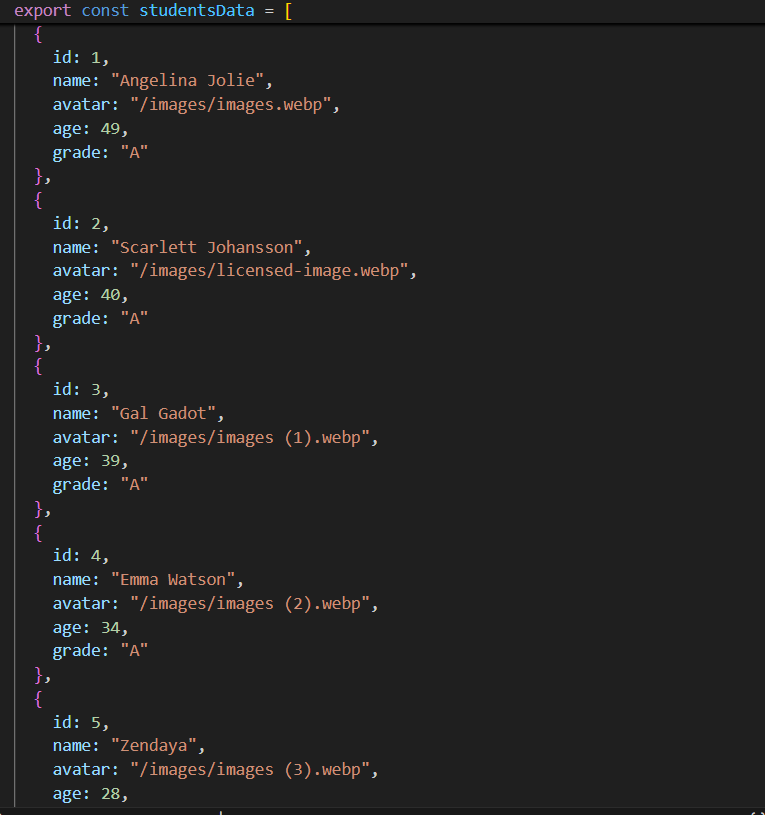 export const studentsData = [
{
id: 1,
name: "Angelina Jolie",
avatar: "/images/images.webp",
age: 49,
grade: "A"
},
{
id: 2,
name: "Scarlett Johansson",
avatar: "/images/licensed-image.webp",
age: 40,
grade: "A"
},
{
id: 3,
name: "Gal Gadot",
avatar: "/images/images (1).webp",
age: 39,
grade: "A"
},
{
id: 4,
name: "Emma Watson",
avatar: "/images/images (2).webp",
age: 34,
grade: "A"
},
{
id: 5,
name: "Zendaya",
avatar: "/images/images (3).webp",
age: 28,